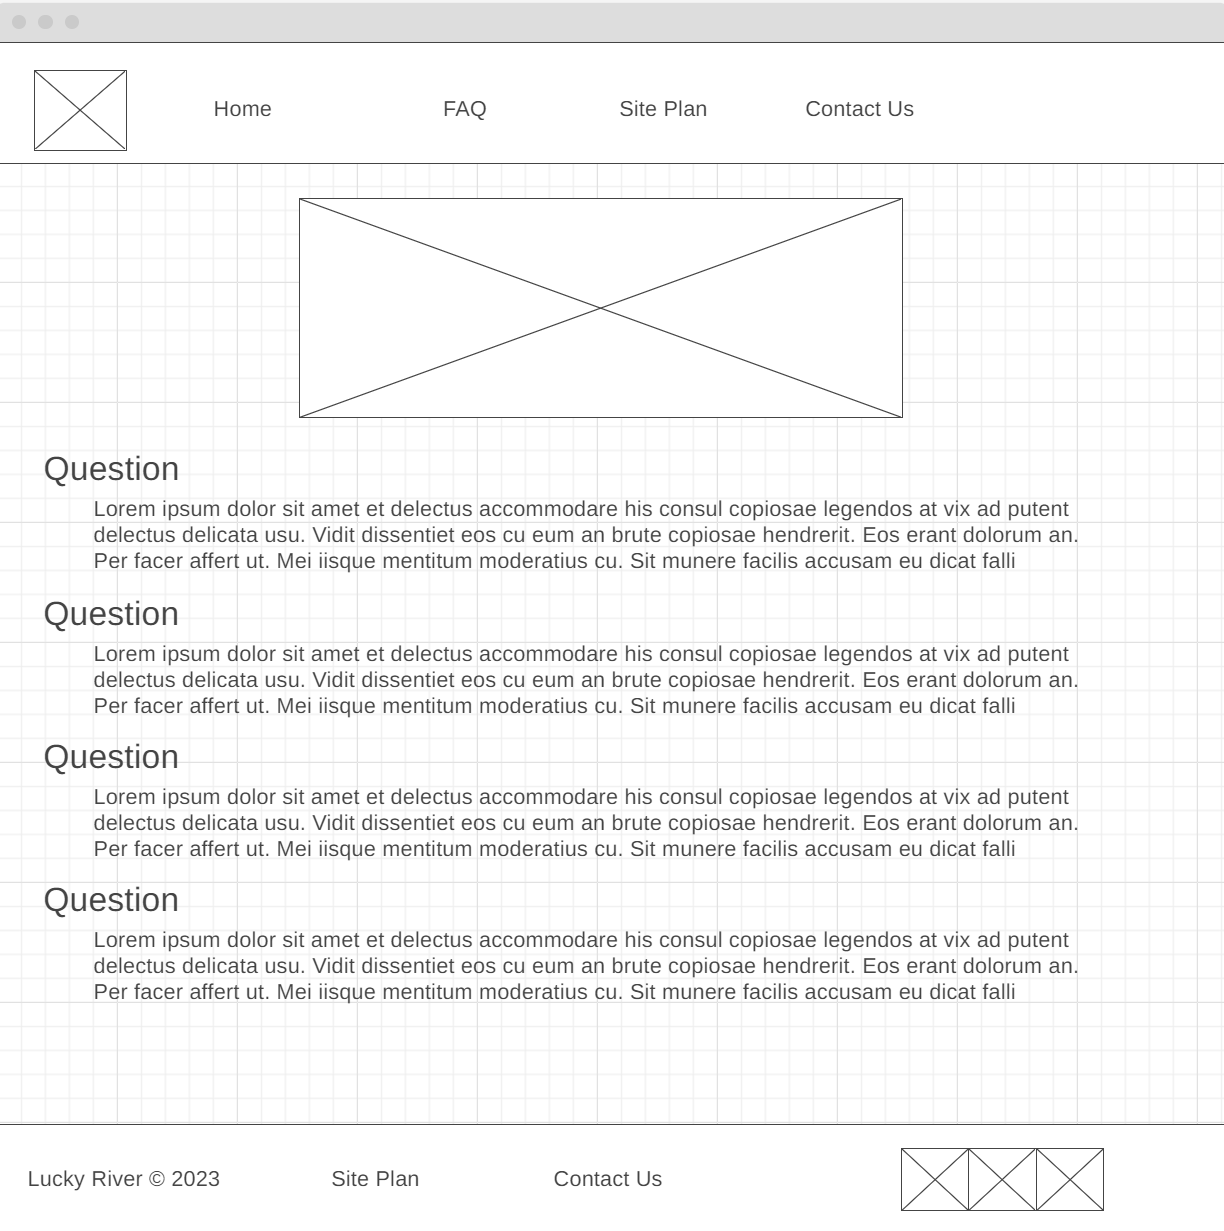 Home FAQ Site Plan Contact Us
Question
Lorem ipsum dolor sit amet et delectus accommodare his consul copiosae legendos at vix ad putent
delectus delicata usu. Vidit dissentiet eos cu eum an brute copiosae hendrerit. Eos erant dolorum an.
Per facer affert ut. Mei iisque mentitum moderatius cu. Sit munere facilis accusam eu dicat falli
Question
Lorem ipsum dolor sit amet et delectus accommodare his consul copiosae legendos at vix ad putent
delectus delicata usu. Vidit dissentiet eos cu eum an brute copiosae hendrerit. Eos erant dolorum an.
Per facer affert ut. Mei iisque mentitum moderatius cu. Sit munere facilis accusam eu dicat falli
Question
Lorem ipsum dolor sit amet et delectus accommodare his consul copiosae legendos at vix ad putent
delectus delicata usu. Vidit dissentiet eos cu eum an brute copiosae hendrerit. Eos erant dolorum an.
Per facer affert ut. Mei iisque mentitum moderatius cu. Sit munere facilis accusam eu dicat falli
Question
Lorem ipsum dolor sit amet et delectus accommodare his consul copiosae legendos at vix ad putent
delectus delicata usu. Vidit dissentiet eos cu eum an brute copiosae hendrerit. Eos erant dolorum an.
Per facer affert ut. Mei iisque mentitum moderatius cu. Sit munere facilis accusam eu dicat falli
Lucky River © 2023 Site Plan Contact Us